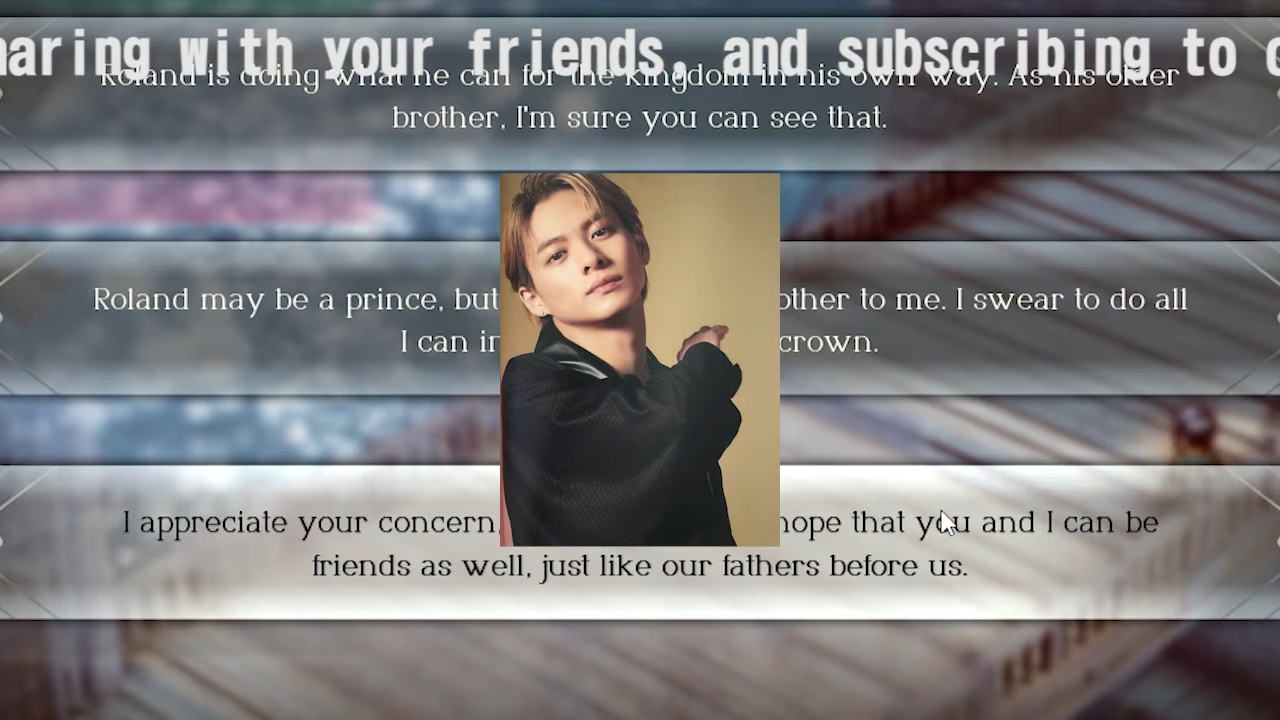 haring with your friends, and subscribing to
Roland is doing what he can for the kingdom in his own way. As his older
brother, I'm sure you can see that.
Roland may be a prince, but other to me. I swear to do all
I can in crown.
I appreciate your concern. hope that you and I can be
friends as well, just like our fathers before us.